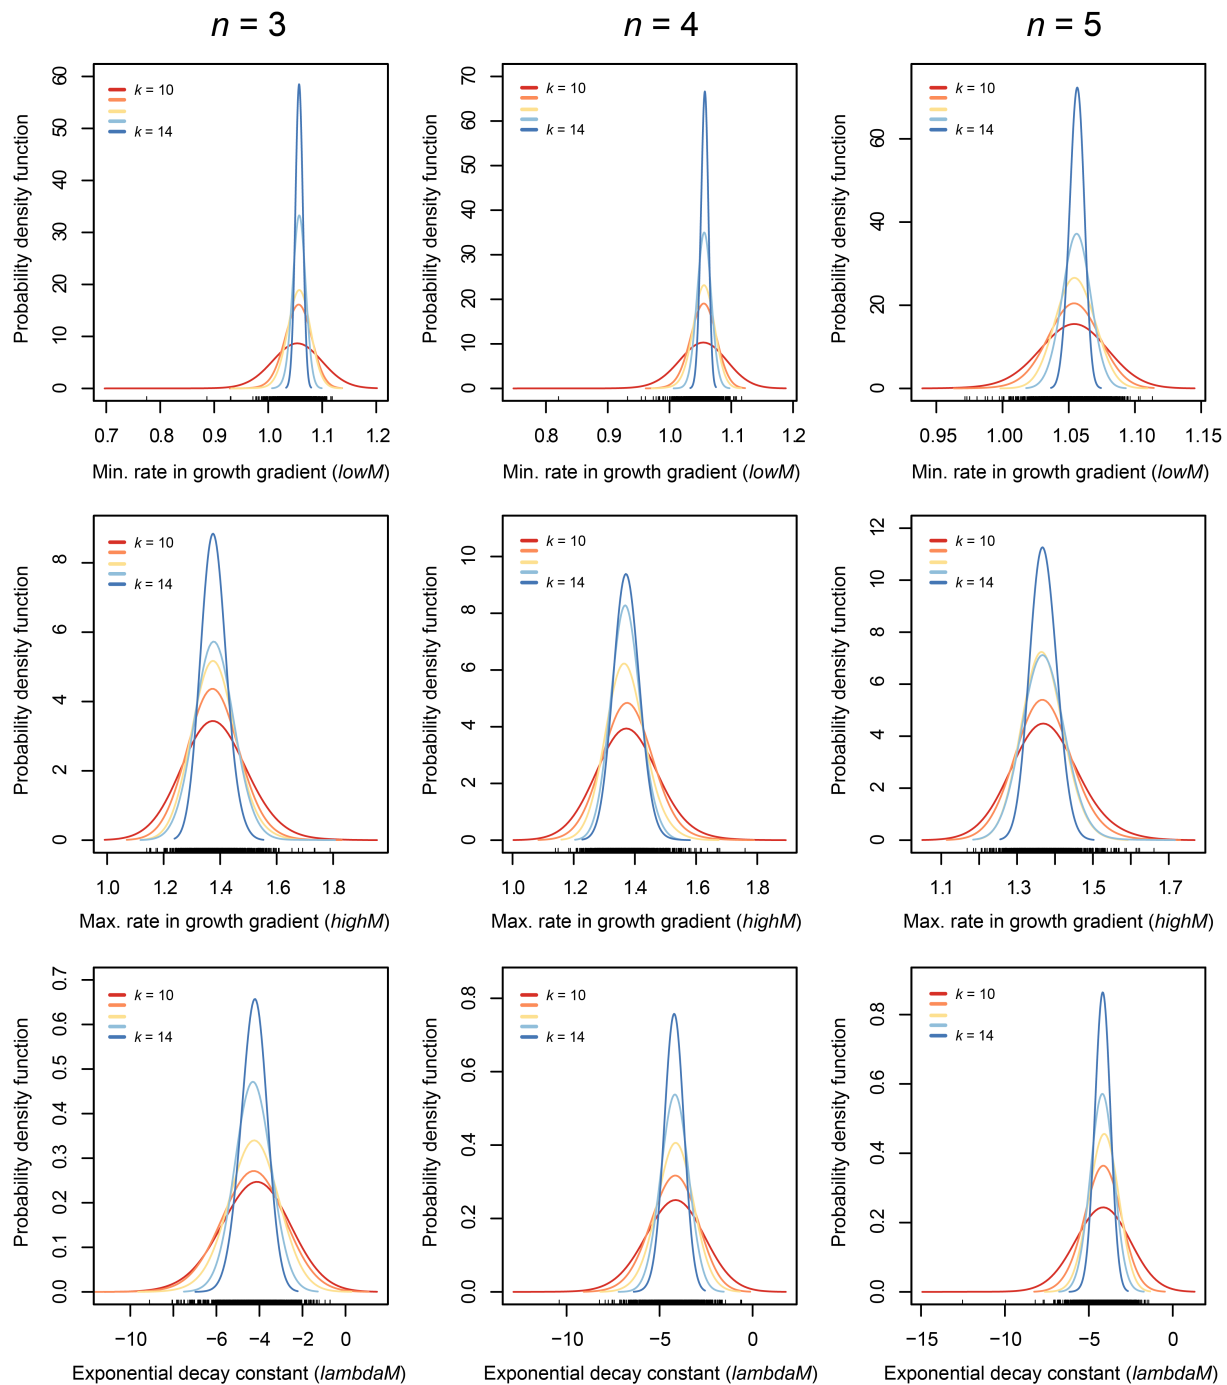 n = 3
n = 4
n = 5
Probability density function
60
50
40
30
20
10
0
k = 10
k = 14
0.7 0.8 0.9 1.0 1.1 1.2
Min. rate in growth gradient (lowM)
Probability density function
70
60
50
40
30
20
10
0
k = 10
k = 14
0.8 0.9 1.0 1.1 1.2
Min. rate in growth gradient (lowM)
Probability density function
60
40
20
0
k = 10
k = 14
0.95 1.00 1.05 1.10 1.15
Min. rate in growth gradient (lowM)
Probability density function
8
6
4
2
0
k = 10
k = 14
1.0 1.2 1.4 1.6 1.8
Max. rate in growth gradient (highM)
Probability density function
10
8
6
4
2
0
k = 10
k = 14
1.0 1.2 1.4 1.6 1.8
Max. rate in growth gradient (highM)
Probability density function
12
10
8
6
4
2
0
k = 10
k = 14
1.1 1.3 1.5 1.7
Max. rate in growth gradient (highM)
Probability density function
0.7
0.6
0.5
0.4
0.3
0.2
0.1
0.0
k = 10
k = 14
−10 −6 −4 −2 0
Exponential decay constant (lambdaM)
Probability density function
0.8
0.6
0.4
0.2
0.0
k = 10
k = 14
−10 −5 0
Exponential decay constant (lambdaM)
Probability density function
0.8
0.6
0.4
0.2
0.0
k = 10
k = 14
−15 −10 −5 0
Exponential decay constant (lambdaM)